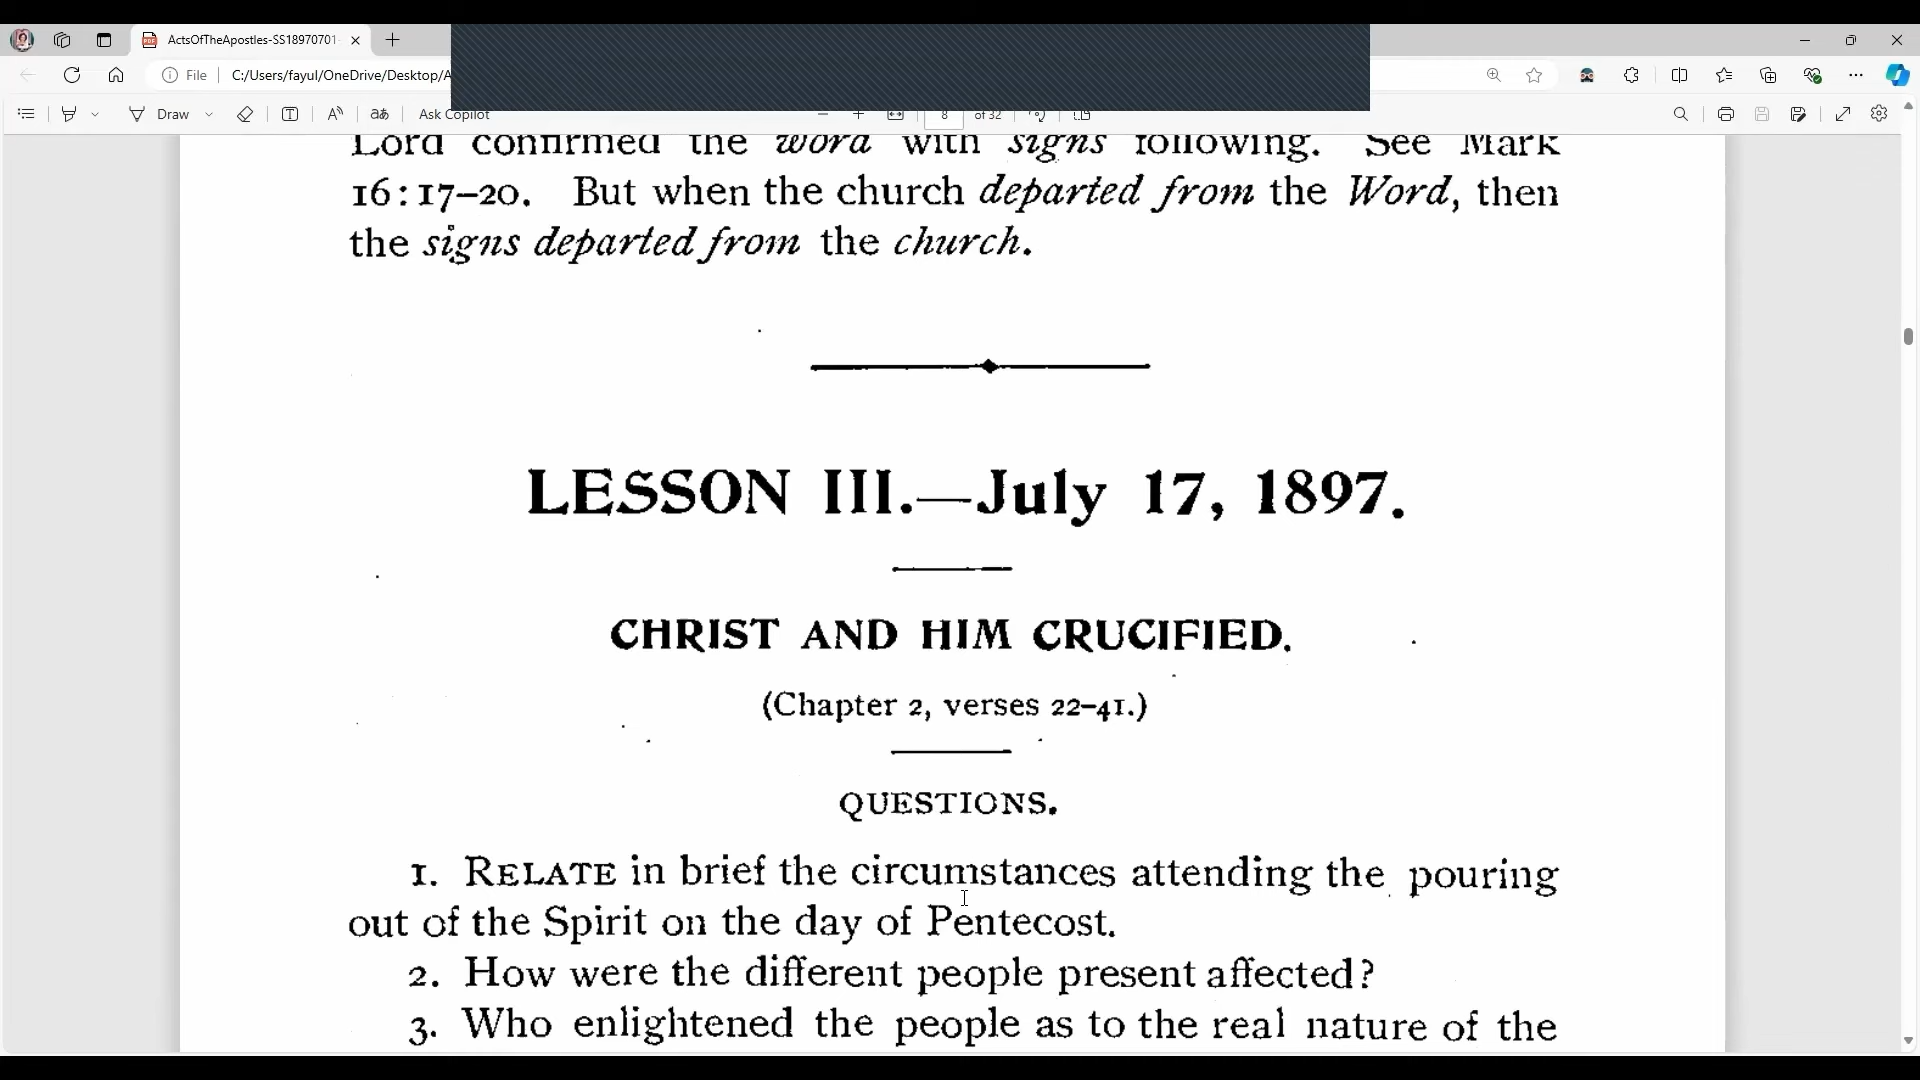 ActsOfTheApostles-SS18970701-
File
C:/Users/fayul/OneDrive/Desktop/A
Draw
Ask Copilot
8 of 32
Lord confirmed the word with signs following. See Mark
16:17–20. But when the church departed from the Word, then
the signs departed from the church.
LESSON III.—July 17, 1897.
CHRIST AND HIM CRUCIFIED.
(Chapter 2, verses 22–41.)
QUESTIONS.
1. RELATE in brief the circumstances attending the pouring
out of the Spirit on the day of Pentecost.
2. How were the different people present affected?
3. Who enlightened the people as to the real nature of the